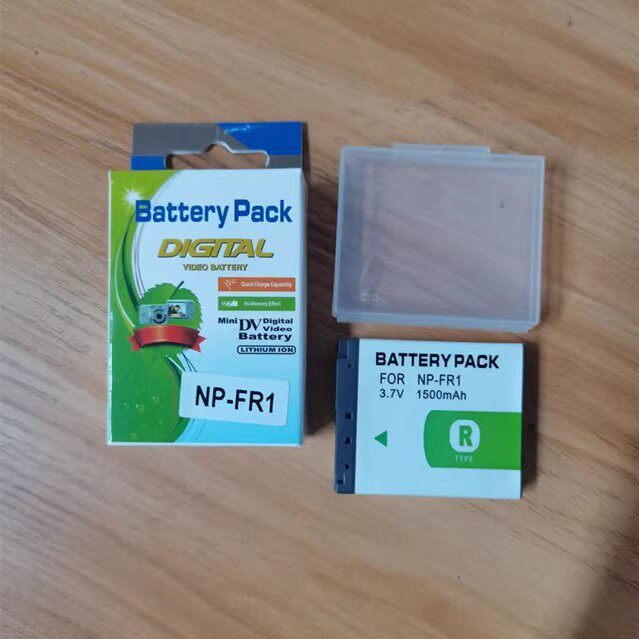 Battery Pack
DIGITAL
VIDEO BATTERY
Quick Charge Capability
No Memory Effect
Mini DV Digital
Video
Battery
LITHIUM ION
NP-FR1
BATTERY PACK
FOR NP-FR1
3.7V 1500mAh
R
TYPE